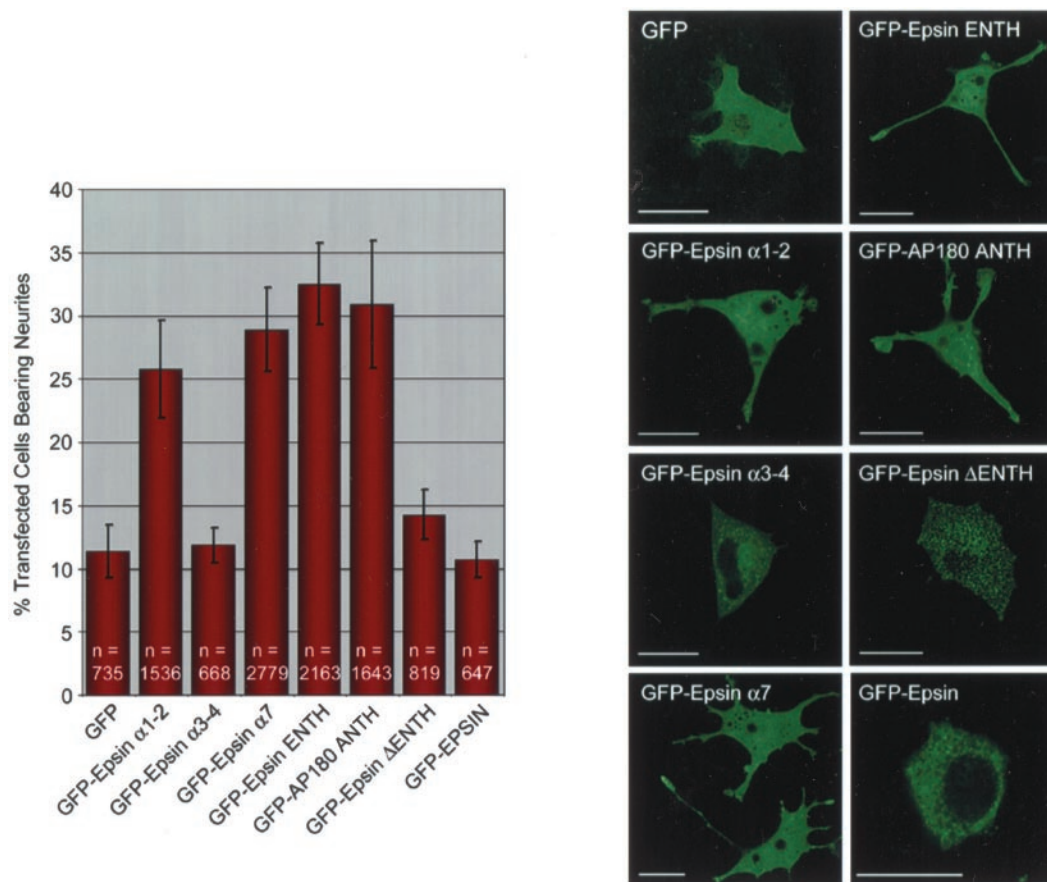 % Transfected Cells Bearing Neurites
40
35
30
25
20
15
10
5
0
n =
735
n =
1536
n =
668
n =
2779
n =
2163
n =
1643
n =
819
n =
647
GFP
GFP-Epsin α1-2
GFP-Epsin α3-4
GFP-Epsin α7
GFP-Epsin ENTH
GFP-AP180 ANTH
GFP-Epsin ΔENTH
GFP-EPSIN
GFP
GFP-Epsin ENTH
GFP-Epsin α1-2
GFP-AP180 ANTH
GFP-Epsin α3-4
GFP-Epsin ΔENTH
GFP-Epsin α7
GFP-Epsin